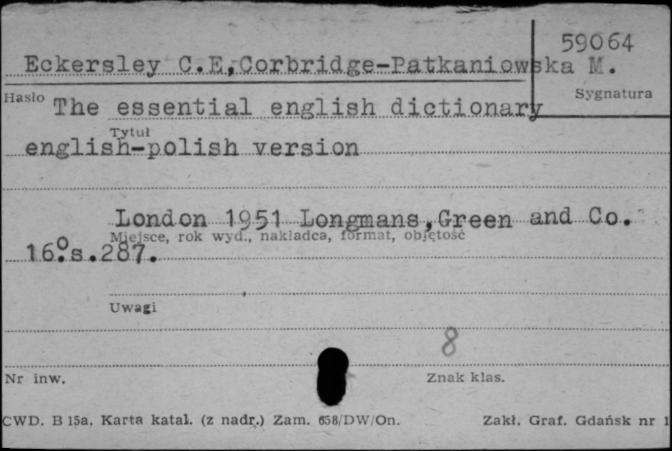 59064
Eckersley C.E,Corbridge-Patkaniowska M.
Hasło Sygnatura
The essential english dictionary
Tytuł
english-polish version
London 1951 Longmans,Green and Co.
Miejsce, rok wyd., nakładca, format, objętość
16°.s.287.
Uwagi
8
Nr inw. Znak klas.
CWD. B 15a. Karta katal. (z nadr.) Zam. 658/DW/On. Zakł. Graf. Gdańsk nr 1